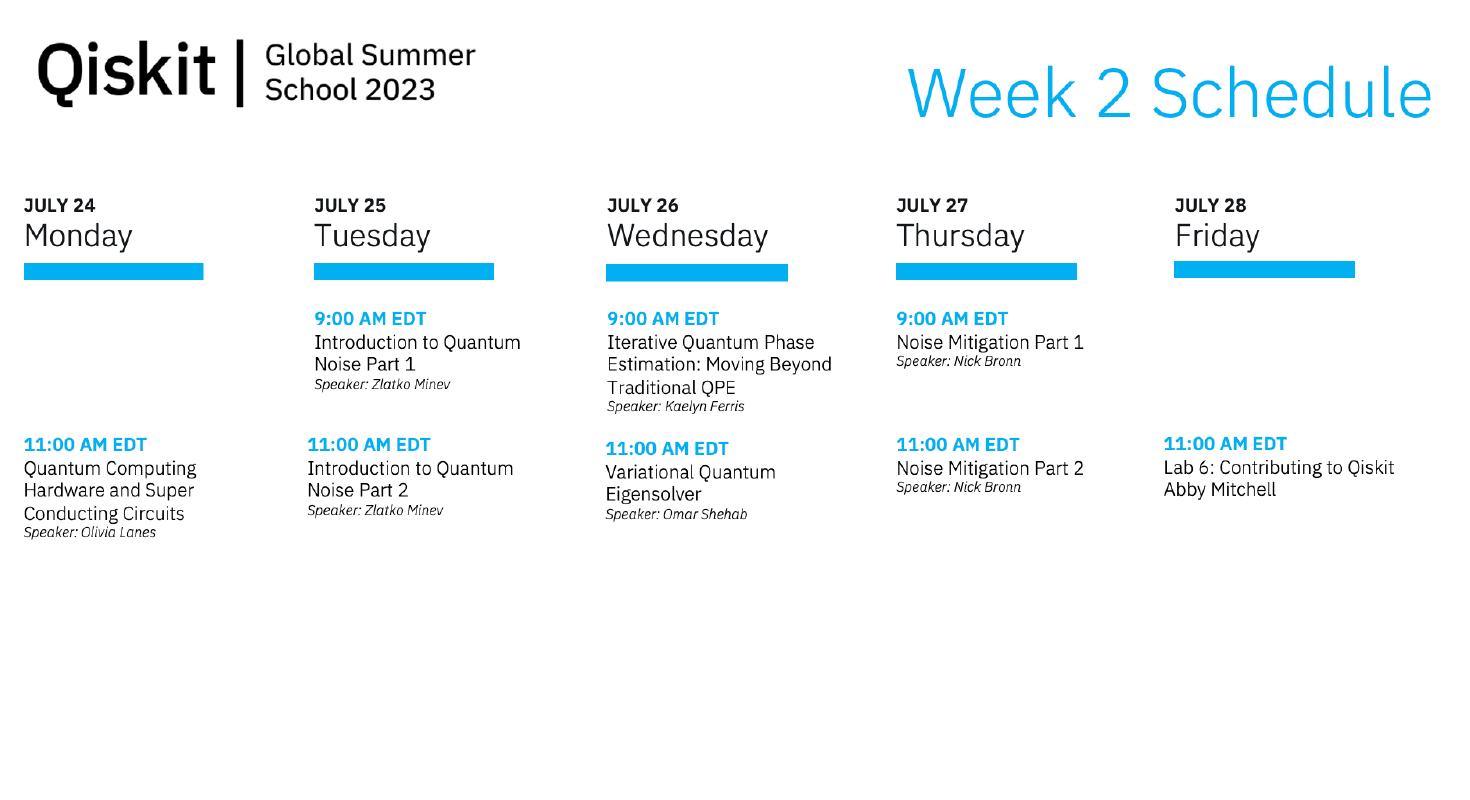 Qiskit
Global Summer
School 2023
Week 2 Schedule
JULY 24
Monday
11:00 AM EDT
Quantum Computing
Hardware and Super
Conducting Circuits
Speaker: Olivia Lanes
JULY 25
Tuesday
9:00 AM EDT
Introduction to Quantum
Noise Part 1
Speaker: Zlatko Minev
11:00 AM EDT
Introduction to Quantum
Noise Part 2
Speaker: Zlatko Minev
JULY 26
Wednesday
9:00 AM EDT
Iterative Quantum Phase
Estimation: Moving Beyond
Traditional QPE
Speaker: Kaelyn Ferris
11:00 AM EDT
Variational Quantum
Eigensolver
Speaker: Omar Shehab
JULY 27
Thursday
9:00 AM EDT
Noise Mitigation Part 1
Speaker: Nick Bronn
11:00 AM EDT
Noise Mitigation Part 2
Speaker: Nick Bronn
JULY 28
Friday
11:00 AM EDT
Lab 6: Contributing to Qiskit
Abby Mitchell